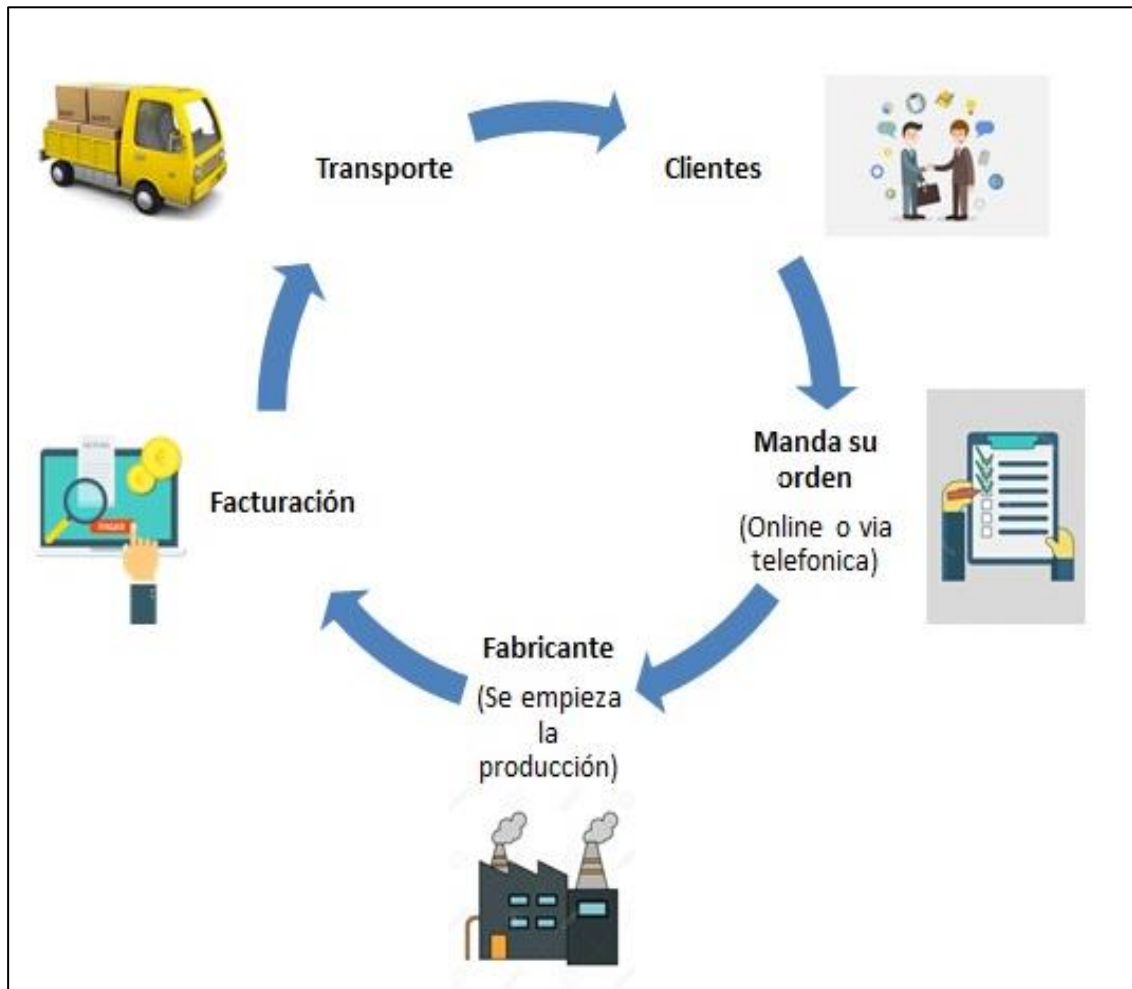 Transporte
Clientes
Manda su
orden
(Online o via
telefonica)
Fabricante
(Se empieza
la
producción)
Facturación